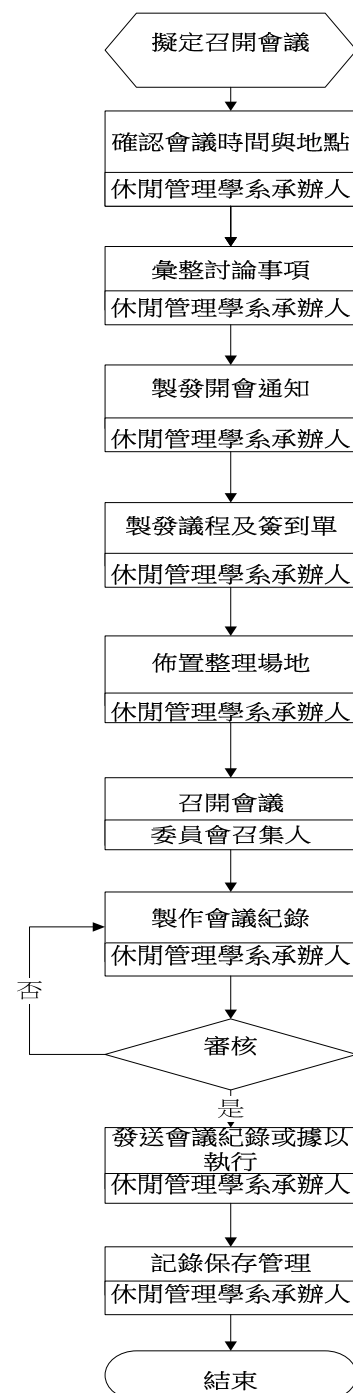 擬定召開會議
確認會議時間與地點
休閒管理學系承辦人
彙整討論事項
休閒管理學系承辦人
製發開會通知
休閒管理學系承辦人
製發議程及簽到單
休閒管理學系承辦人
佈置整理場地
休閒管理學系承辦人
召開會議
委員會召集人
製作會議紀錄
休閒管理學系承辦人
否
審核
是
發送會議紀錄或據以
執行
休閒管理學系承辦人
記錄保存管理
休閒管理學系承辦人
結束